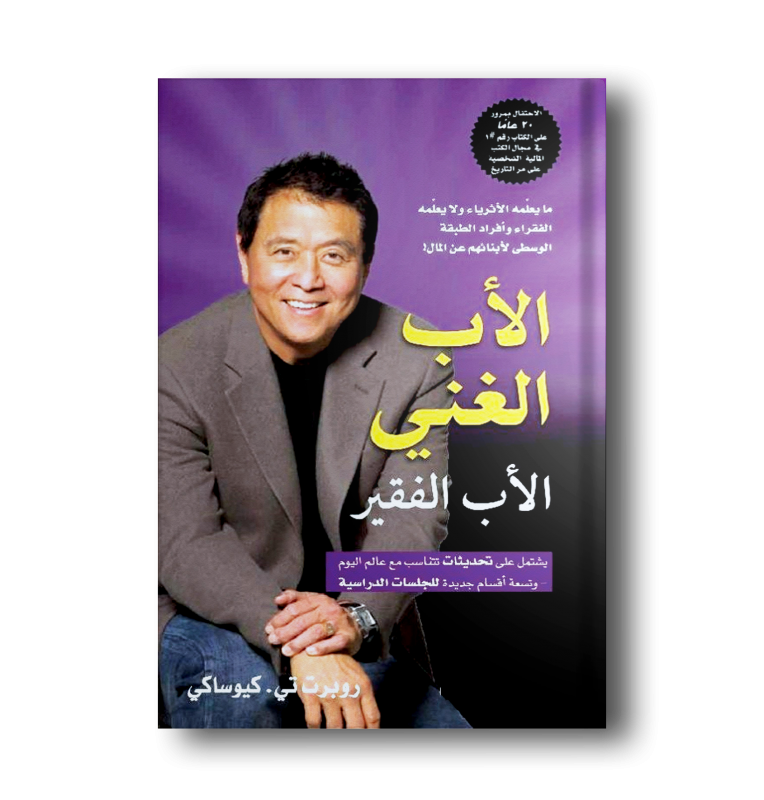 الاحتفال بمرور
٢٠ عامًا
على الكتاب رقم #١
في مجال الكتب
المالية الشخصية
على مر التاريخ
ما يعلّمه الأثرياء ولا يعلّمه
الفقراء وأفراد الطبقة
الوسطى لأبنائهم عن المال!
الأب
الغني
الأب الفقير
يشتمل على تحديثات تتناسب مع عالم اليوم
– وتسعة أقسام جديدة للجلسات الدراسية
روبرت تي. كيوساكي